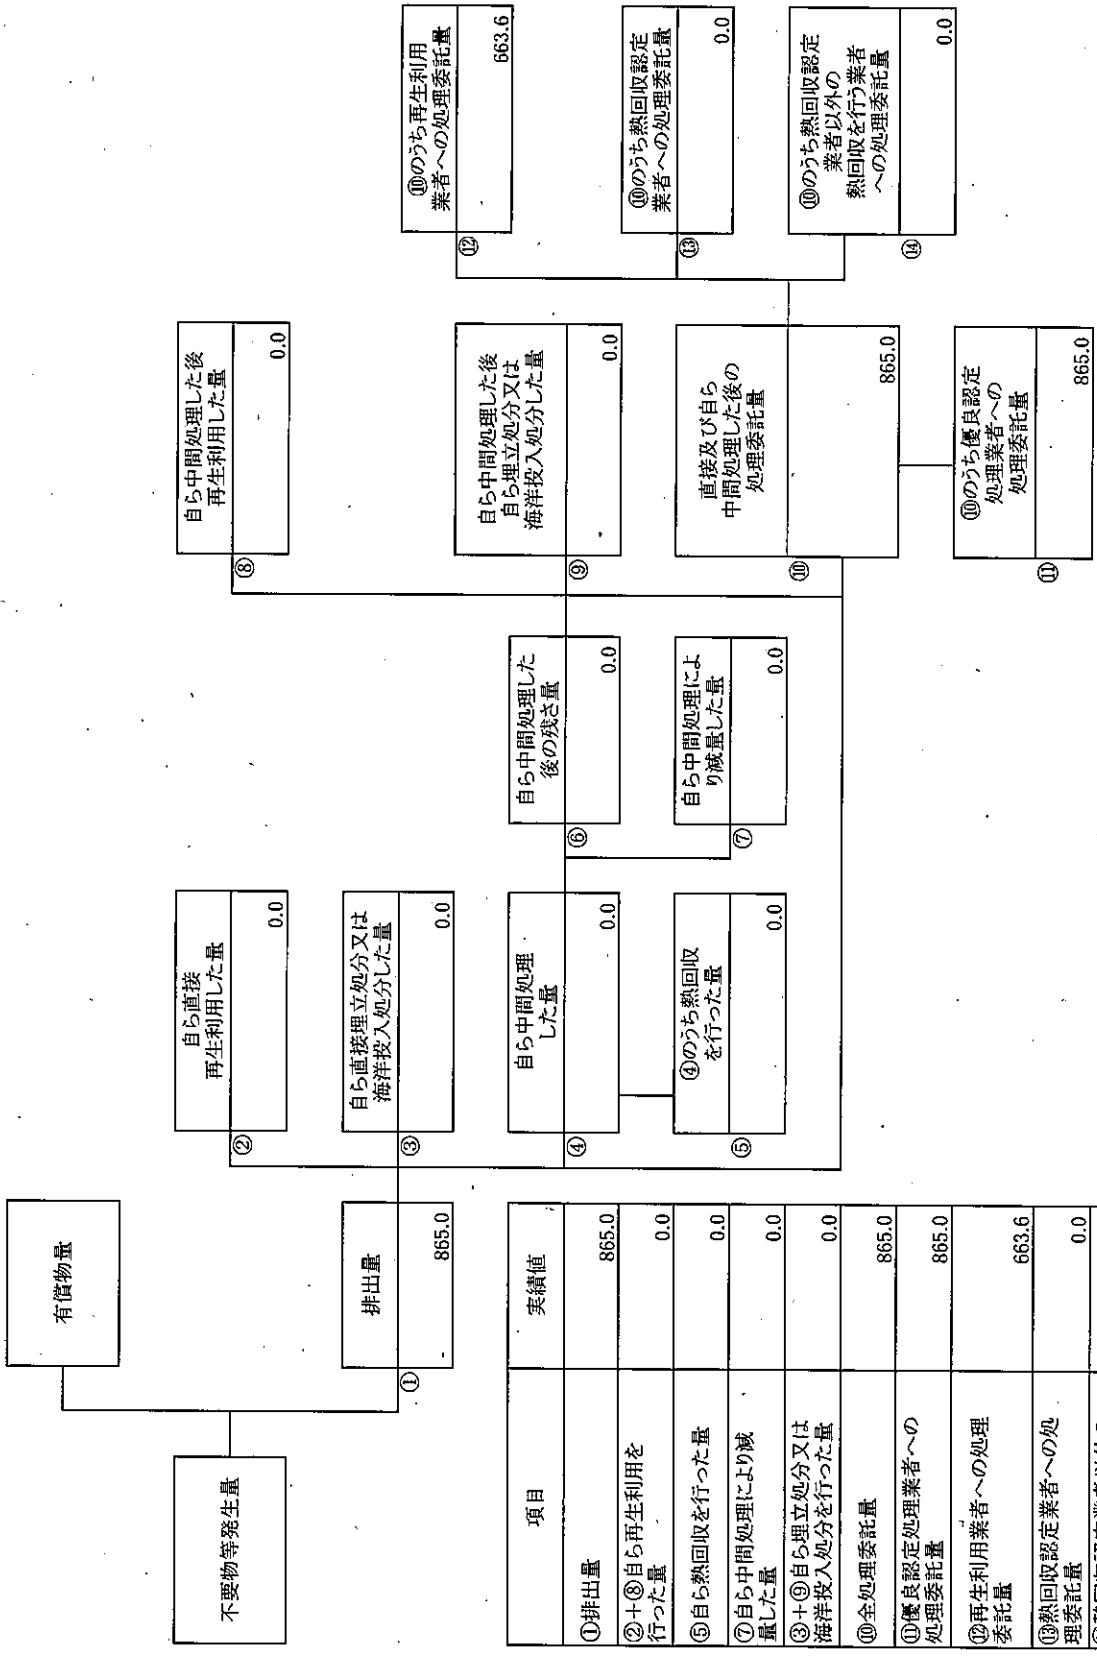 不要物等発生量
有償物量
①
排出量
865.0
②
自ら直接
再生利用した量
0.0
③
自ら直接埋立処分又は
海洋投入処分した量
0.0
④
自ら中間処理
した量
0.0
⑤
④のうち熱回収
を行った量
0.0
⑥
自ら中間処理した
後の残さ量
0.0
⑦
自ら中間処理によ
り減量した量
0.0
⑧
自ら中間処理した後
再生利用した量
0.0
⑨
自ら中間処理した後
自ら埋立処分又は
海洋投入処分した量
0.0
⑩
直接及び自ら
中間処理した後の
処理委託量
865.0
⑪
⑩のうち優良認定
処理業者への
処理委託量
865.0
⑫
⑩のうち再生利用
業者への処理委託量
663.6
⑬
⑩のうち熱回収認定
業者への処理委託量
0.0
⑭
⑩のうち熱回収認定
業者以外の
熱回収を行う業者
への処理委託量
0.0
項目 実績値
①排出量 865.0
②+⑧自ら再生利用を
行った量 0.0
⑤自ら熱回収を行った量 0.0
⑦自ら中間処理により減
量した量 0.0
③+⑨自ら埋立処分又は
海洋投入処分を行った量 0.0
⑩全処理委託量 865.0
⑪優良認定処理業者への
処理委託量 865.0
⑫再生利用業者への処理
委託量 663.6
⑬熱回収認定業者への処
理委託量 0.0